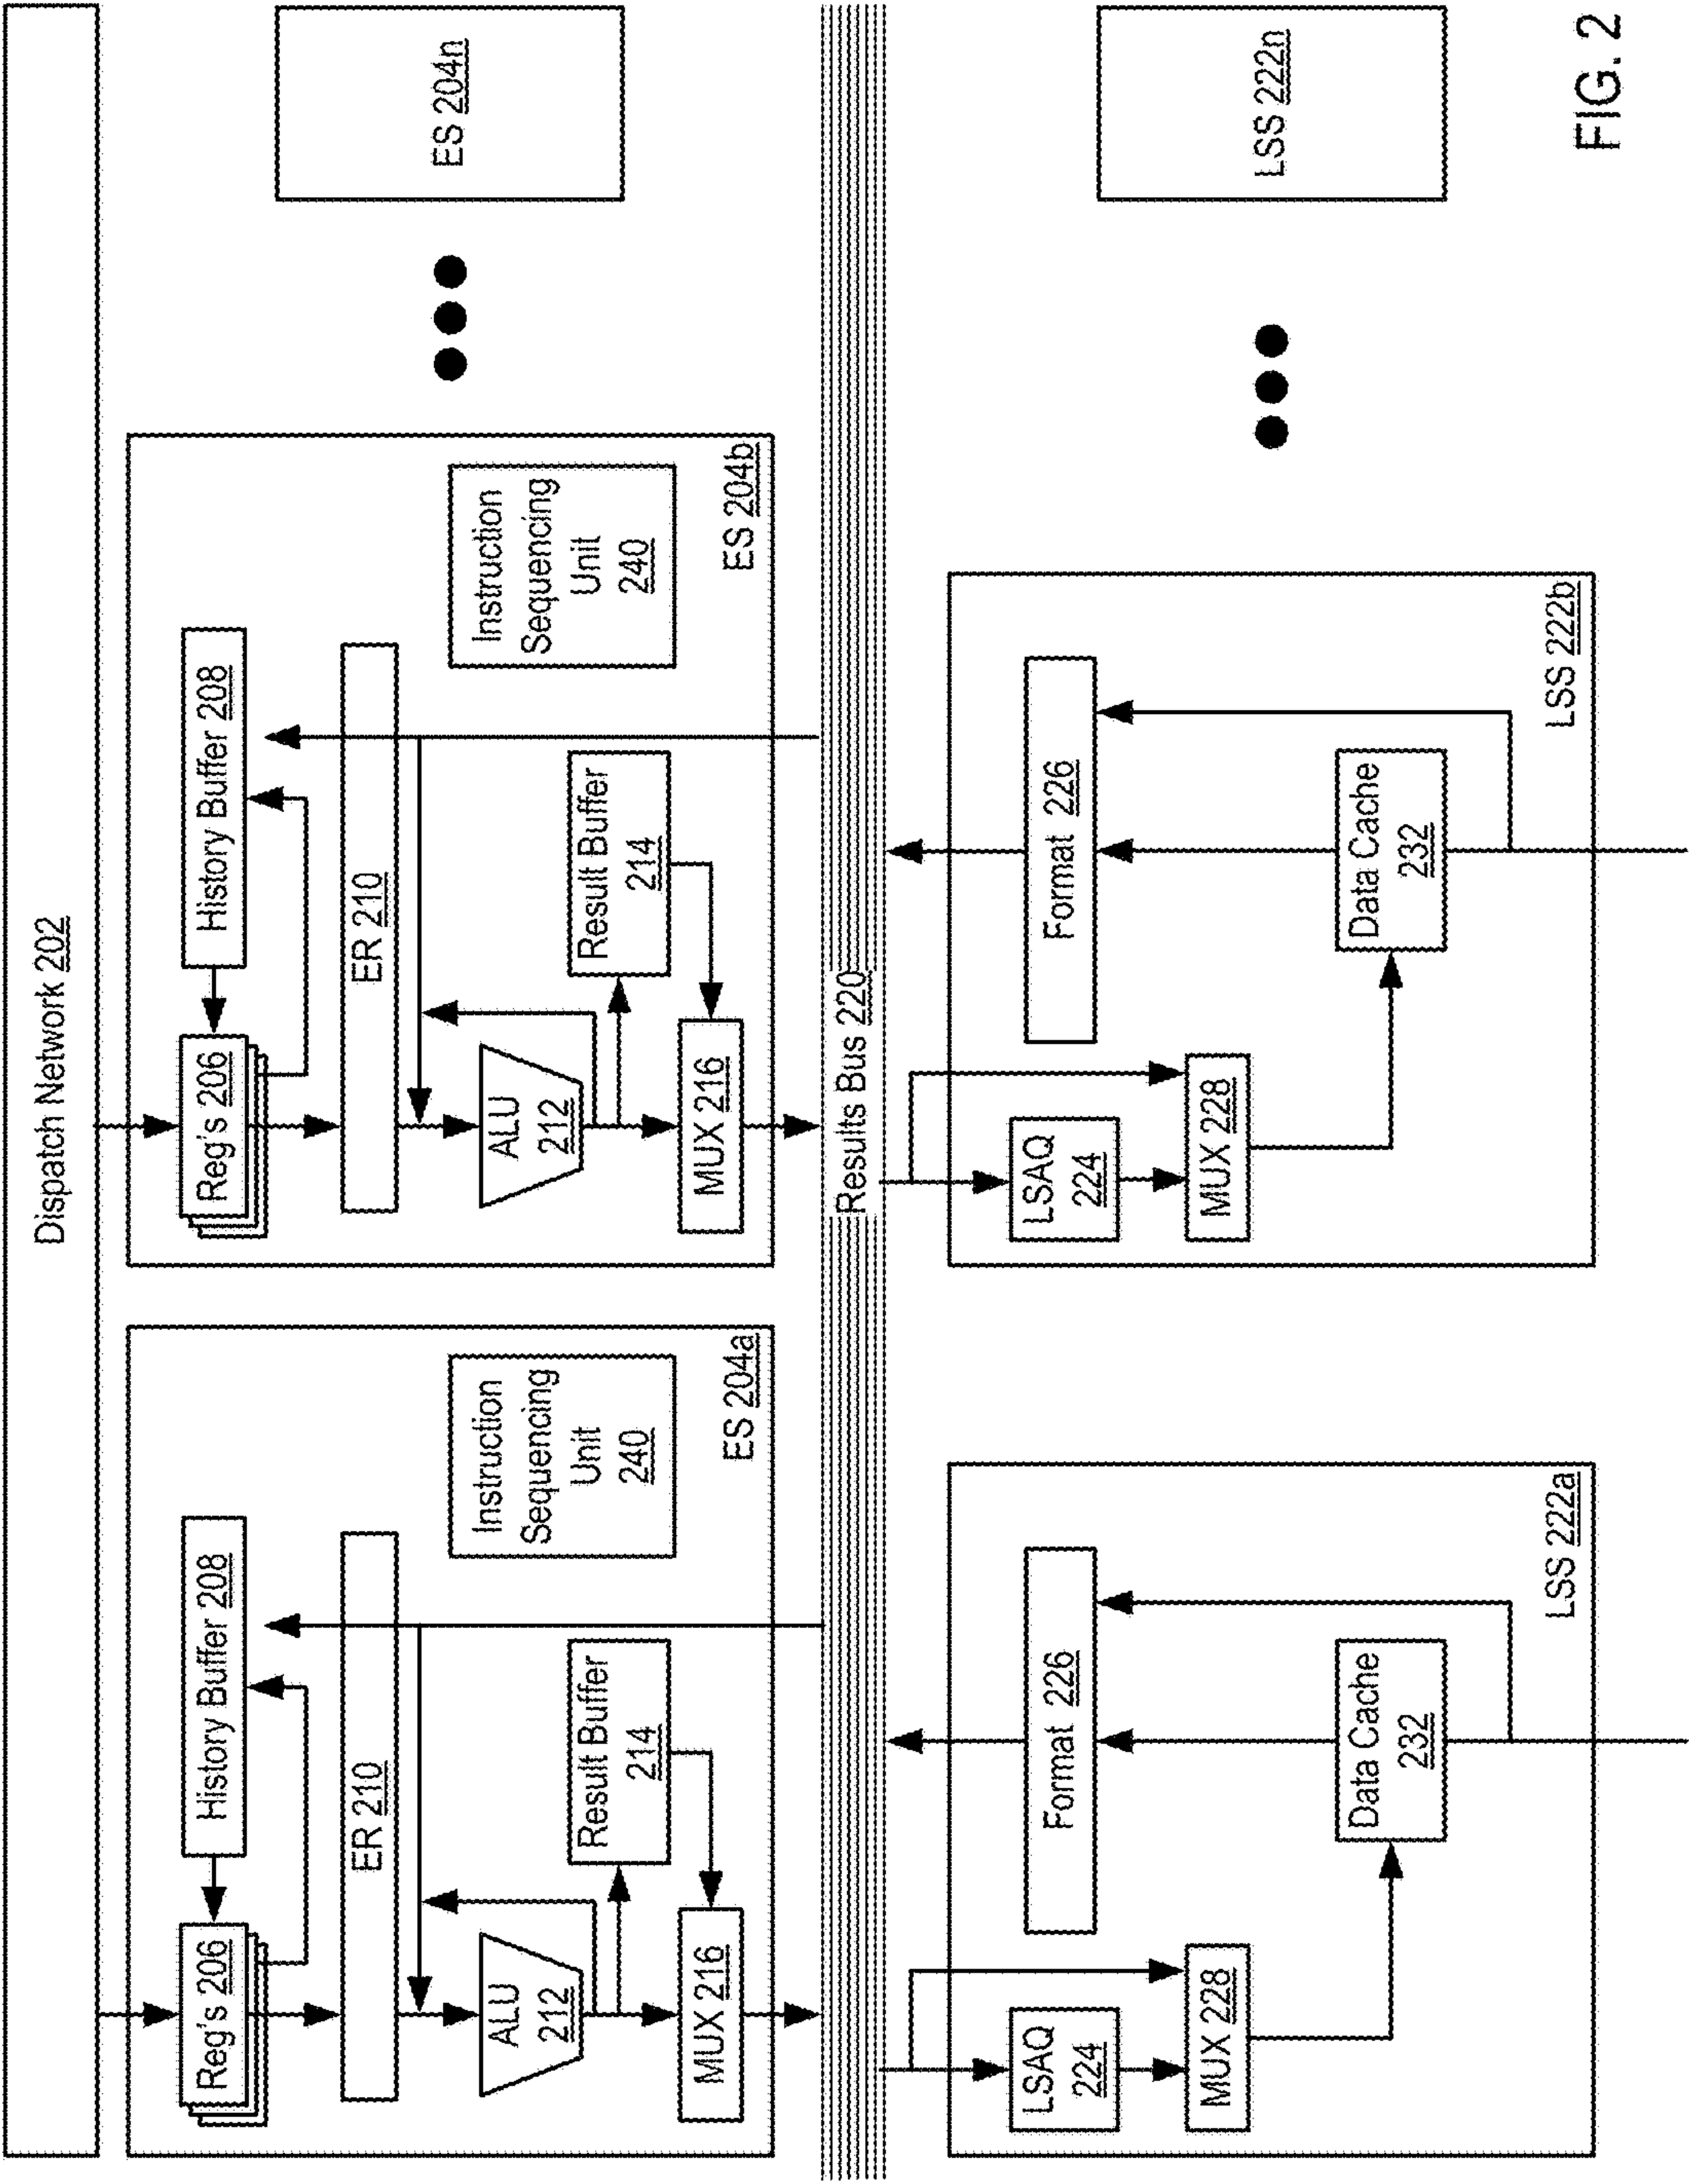 Dispatch Network 202
Reg's 206
History Buffer 208
ER 210
ALU
212
Result Buffer
214
MUX 216
Instruction
Sequencing
Unit
240
ES 204a
Reg's 206
History Buffer 208
ER 210
ALU
212
Result Buffer
214
MUX 216
Instruction
Sequencing
Unit
240
ES 204b
ES 204n
Results Bus 220
LSAQ
224
MUX 228
Format 226
Data Cache
232
LSS 222a
LSAQ
224
MUX 228
Format 226
Data Cache
232
LSS 222b
LSS 222n
FIG. 2